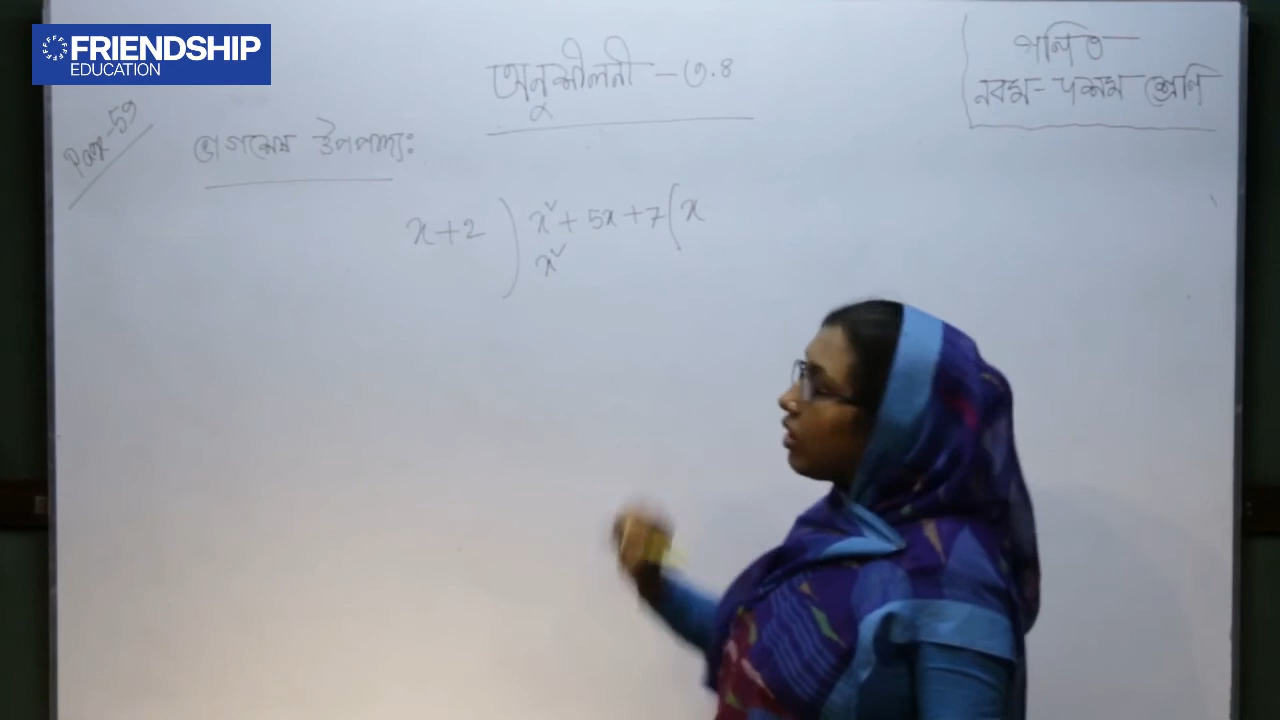 FRIENDSHIP
EDUCATION
অনুশীলনী - ৩.৪
গণিত
নবম - দশম শ্রেণি
Page - 59
ভাগশেষ উপপাদ্যঃ
x + 2 ) x² + 5x + 7 ( x
x²